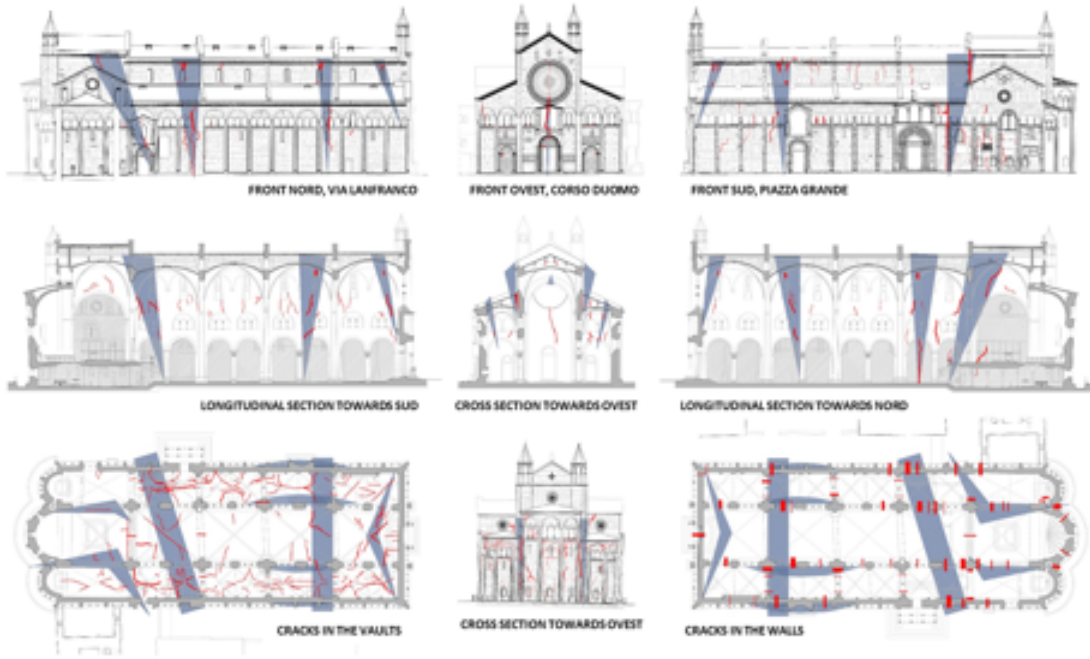 FRONT NORD, VIA LANFRANCO
FRONT OVEST, CORSO DUOMO
FRONT SUD, PIAZZA GRANDE
LONGITUDINAL SECTION TOWARDS SUD
CROSS SECTION TOWARDS OVEST
LONGITUDINAL SECTION TOWARDS NORD
CRACKS IN THE VAULTS
CROSS SECTION TOWARDS OVEST
CRACKS IN THE WALLS